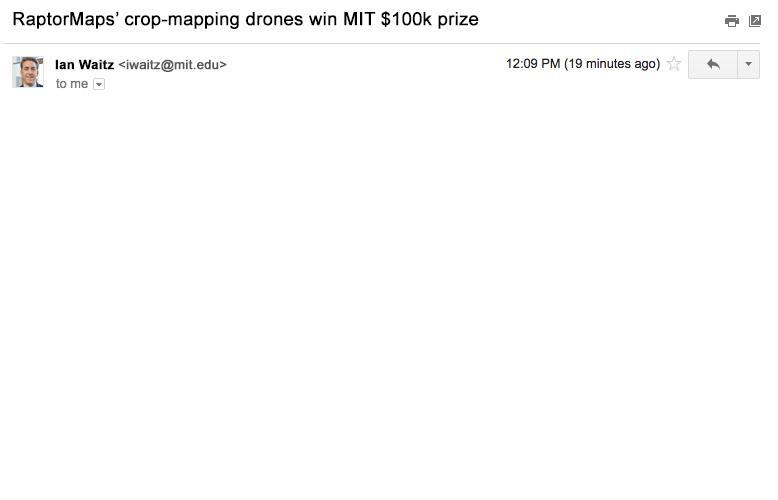 RaptorMaps’ crop-mapping drones win MIT $100k prize
Ian Waitz <iwaitz@mit.edu> 12:09 PM (19 minutes ago)
to me